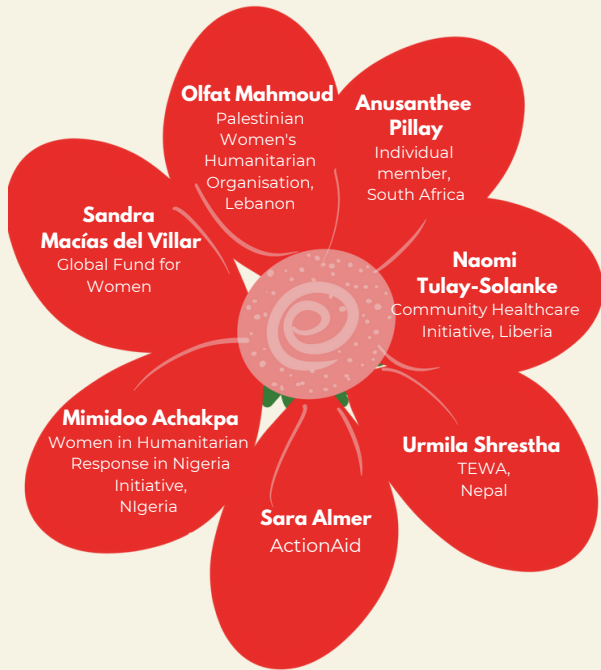 Olfat Mahmoud
Palestinian
Women's
Humanitarian
Organisation,
Lebanon
Anusanthee
Pillay
Individual
member,
South Africa
Naomi
Tulay-Solanke
Community Healthcare
Initiative, Liberia
Urmila Shrestha
TEWA,
Nepal
Sara Almer
ActionAid
Mimidoo Achakpa
Women in Humanitarian
Response in Nigeria
Initiative,
NIgeria
Sandra
Macías del Villar
Global Fund for
Women